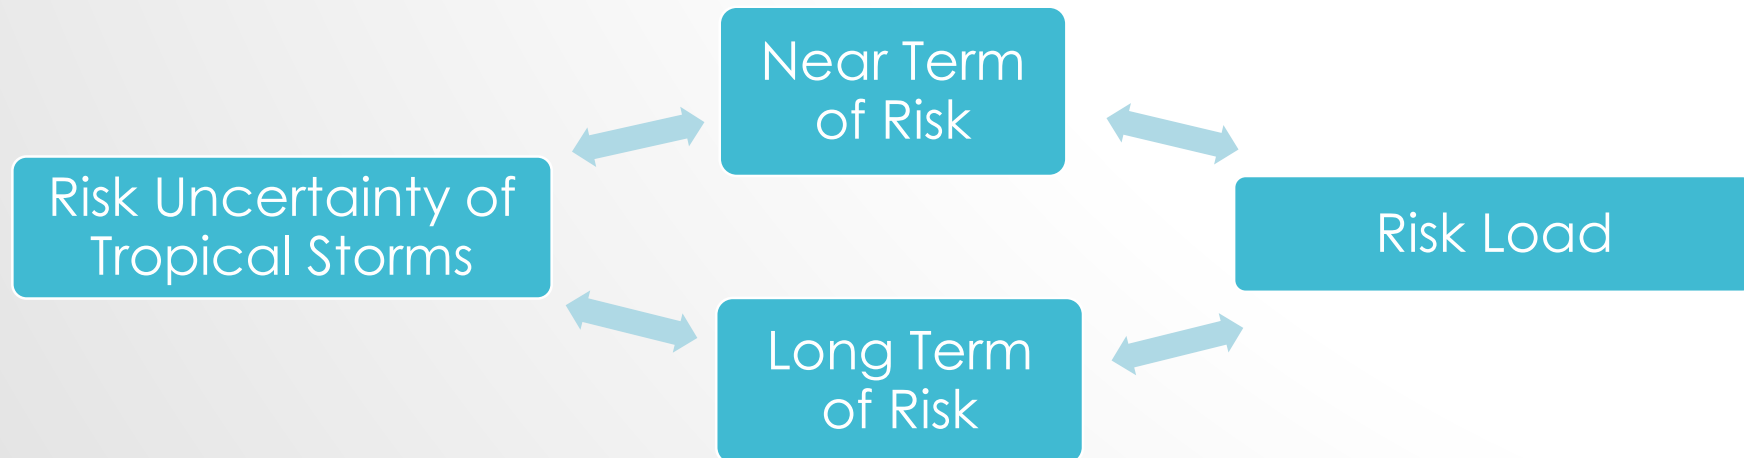 Near Term
of Risk
Risk Uncertainty of
Tropical Storms
Risk Load
Long Term
of Risk